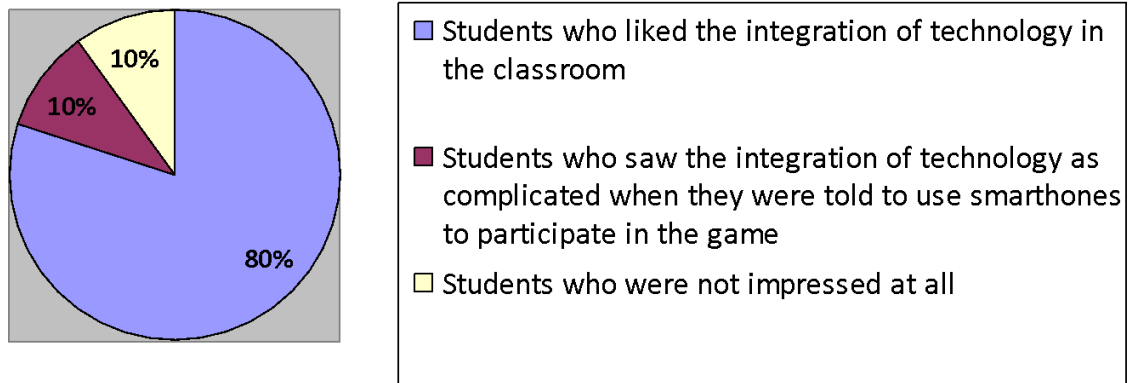 10%
10%
80%
Students who liked the integration of technology in
the classroom
Students who saw the integration of technology as
complicated when they were told to use smarthones
to participate in the game
Students who were not impressed at all